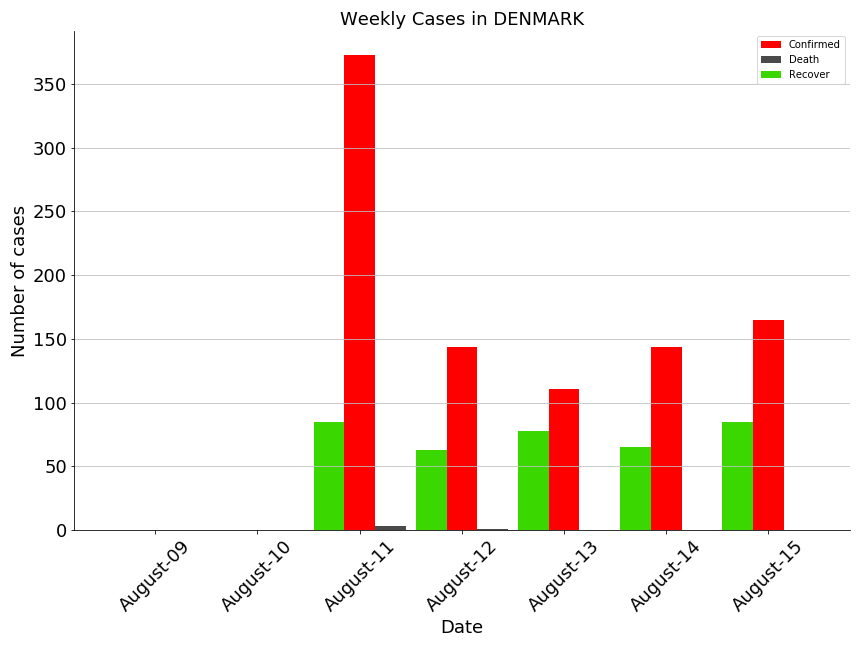 Weekly Cases in DENMARK
Confirmed
Death
Recover
Number of cases
350
300
250
200
150
100
50
0
August-09
August-10
August-11
August-12
August-13
August-14
August-15
Date